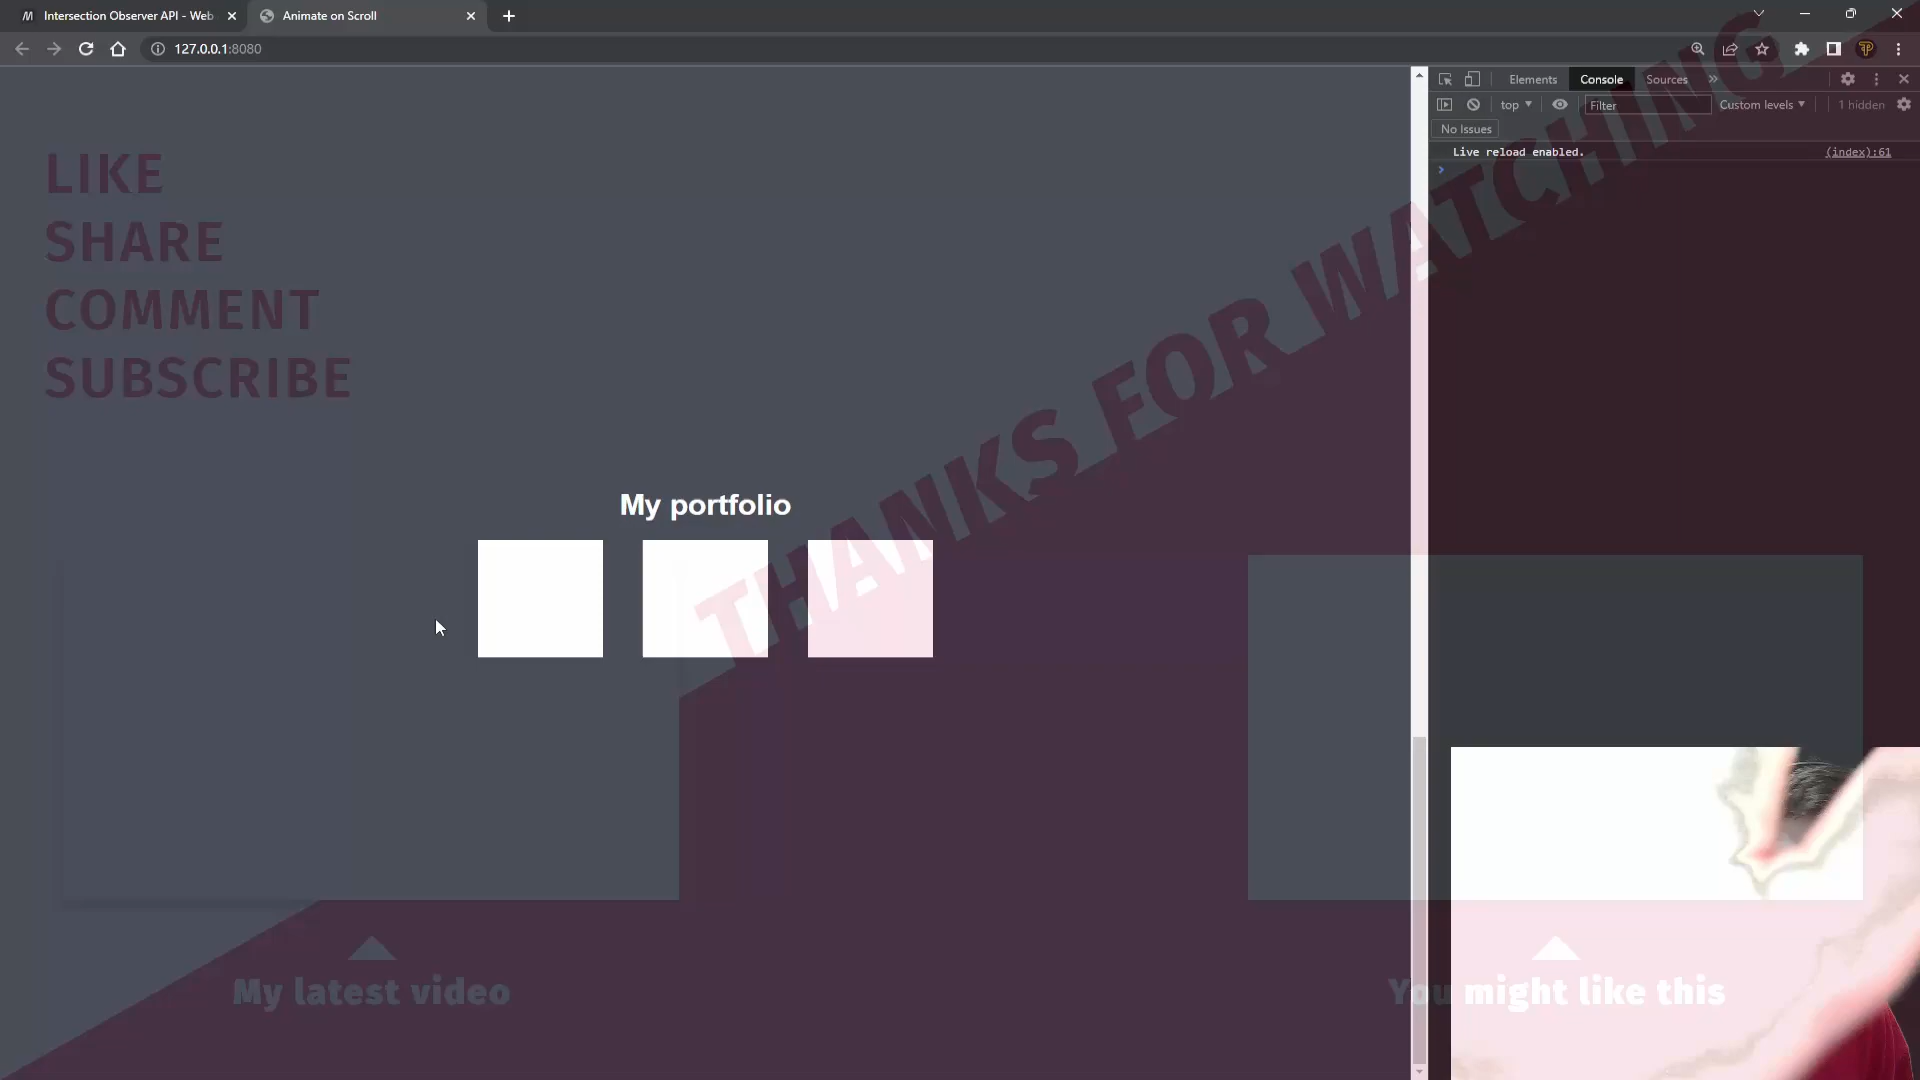 Intersection Observer API - Web
Animate on Scroll
127.0.0.1:8080
Elements
Console
Sources
top
Filter
Custom levels
1 hidden
No Issues
Live reload enabled.
(index):61
LIKE
SHARE
COMMENT
SUBSCRIBE
THANKS FOR WATCHING
My portfolio
My latest video
You might like this